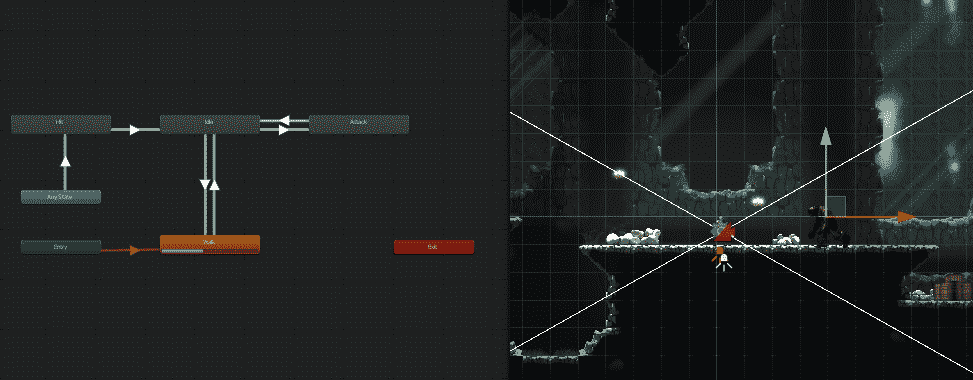 Hit
Idle
Attack
Any State
Entry
Walk
Exit